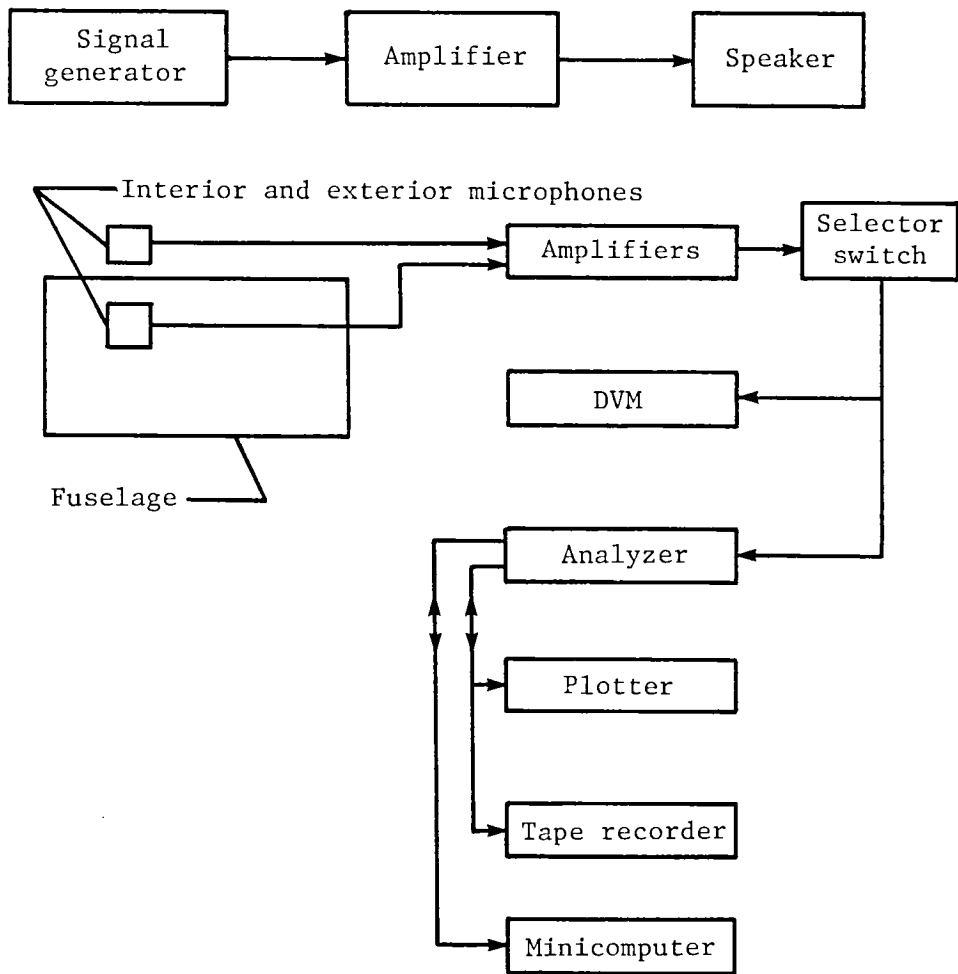 Signal
generator
Amplifier
Speaker
Interior and exterior microphones
Amplifiers
Selector
switch
DVM
Fuselage
Analyzer
Plotter
Tape recorder
Minicomputer